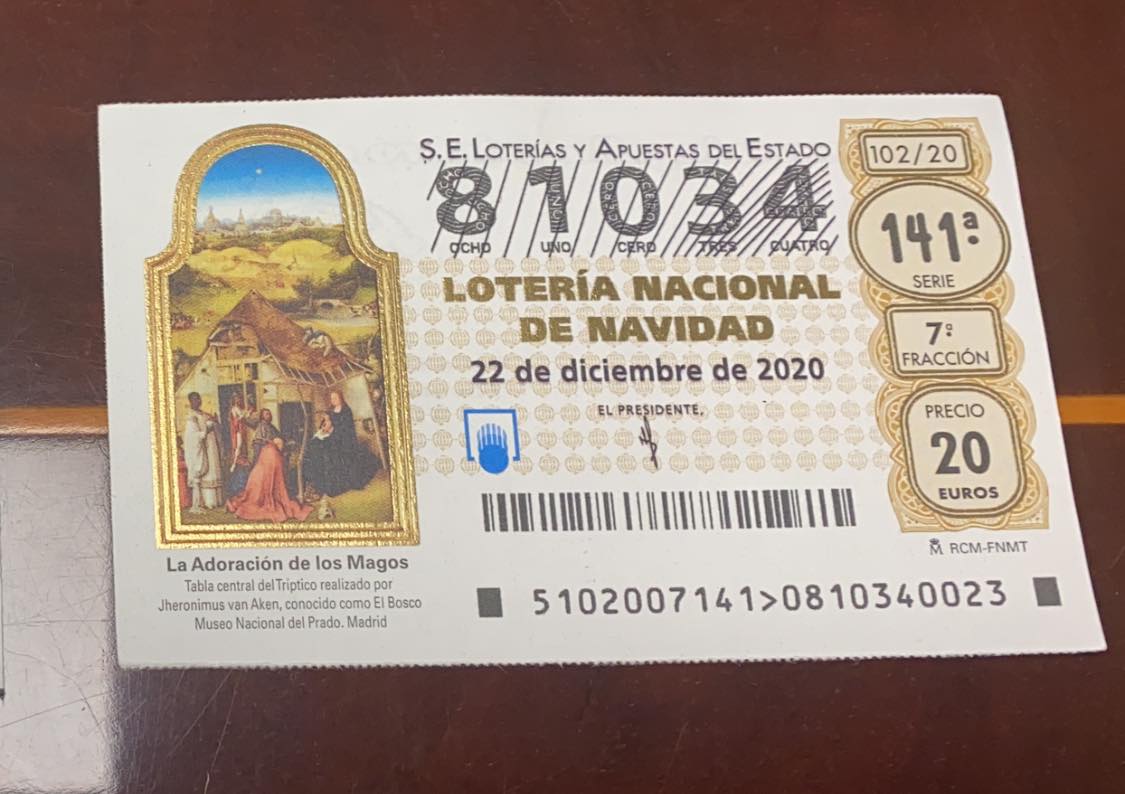 S.E. LOTERÍAS Y APUESTAS DEL ESTADO
81034
OCHO UNO CERO TRES CUATRO
LOTERÍA NACIONAL
DE NAVIDAD
22 de diciembre de 2020
EL PRESIDENTE,
102/20
141ª
SERIE
7ª
FRACCIÓN
PRECIO
20
EUROS
RCM-FNMT
5102007141>0810340023
La Adoración de los Magos
Tabla central del Triptico realizado por
Jheronimus van Aken, conocido como El Bosco
Museo Nacional del Prado. Madrid